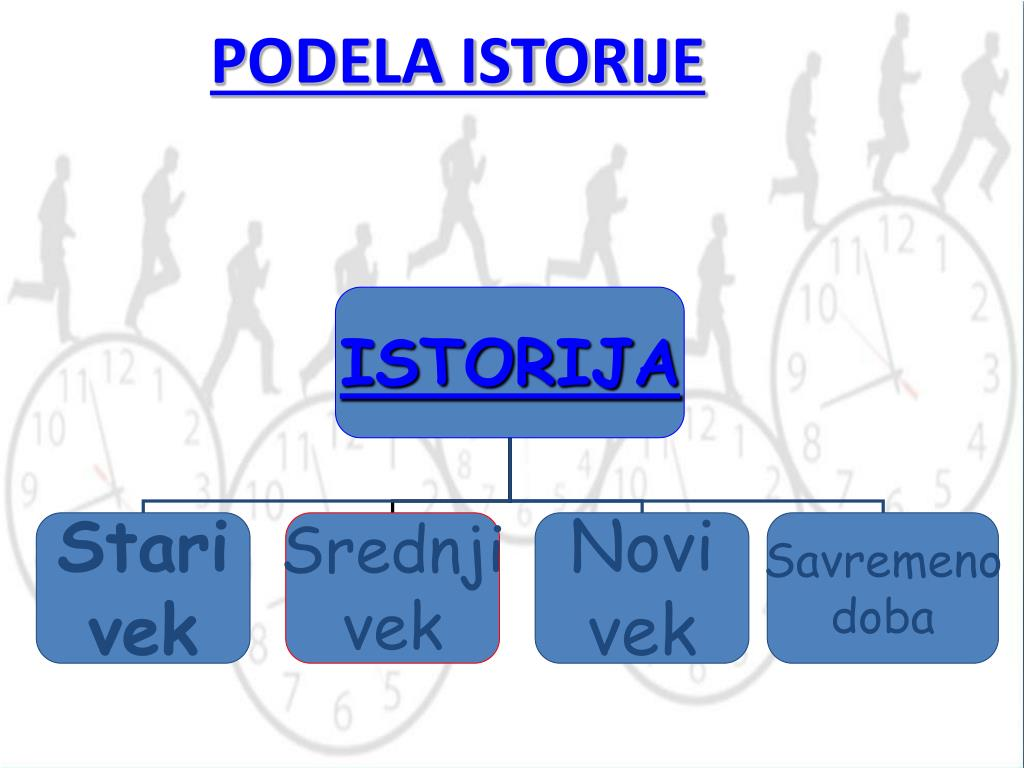 PODELA ISTORIJE
ISTORIJA
Stari
vek
Srednji
vek
Novi
vek
Savremeno
doba